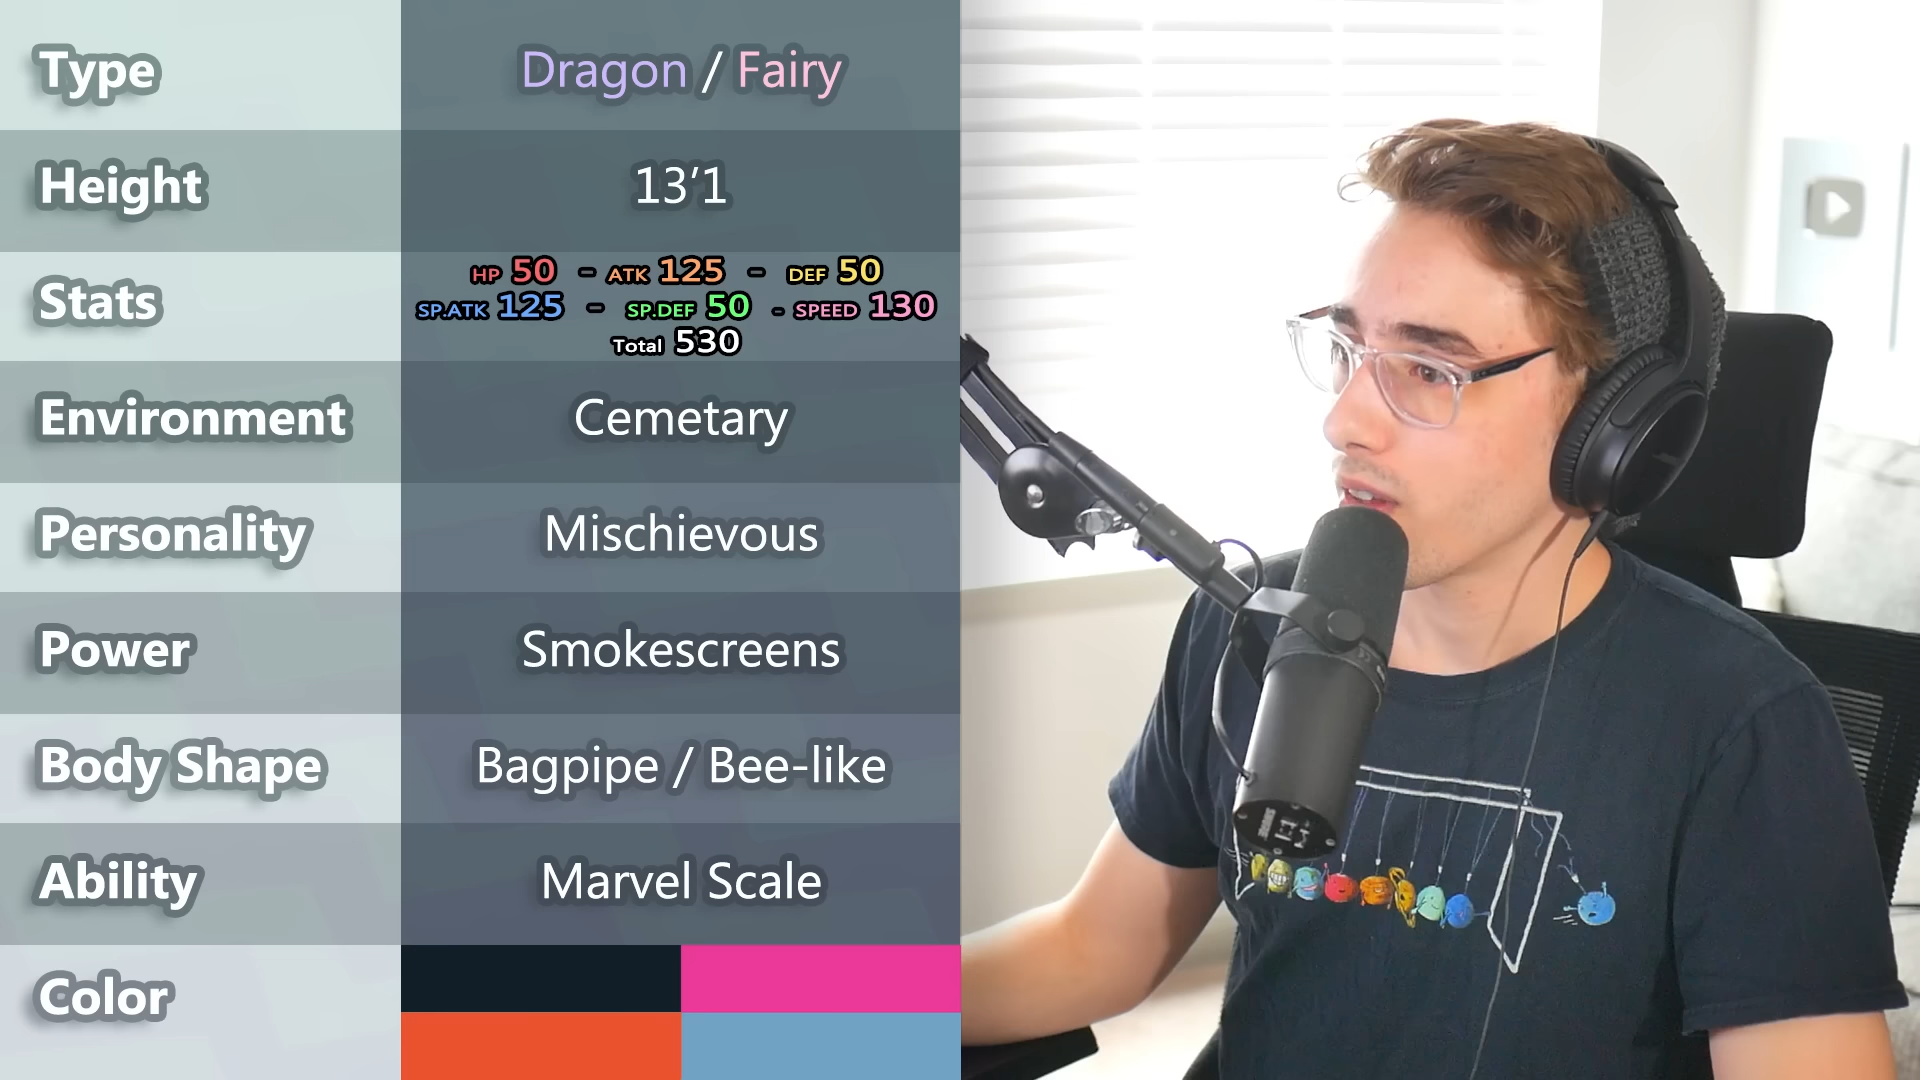 Type
Dragon / Fairy
Height
13'1
Stats
HP 50 - ATK 125 - DEF 50
SP.ATK 125 - SP.DEF 50 - SPEED 130
Total 530
Environment
Cemetary
Personality
Mischievous
Power
Smokescreens
Body Shape
Bagpipe / Bee-like
Ability
Marvel Scale
Color